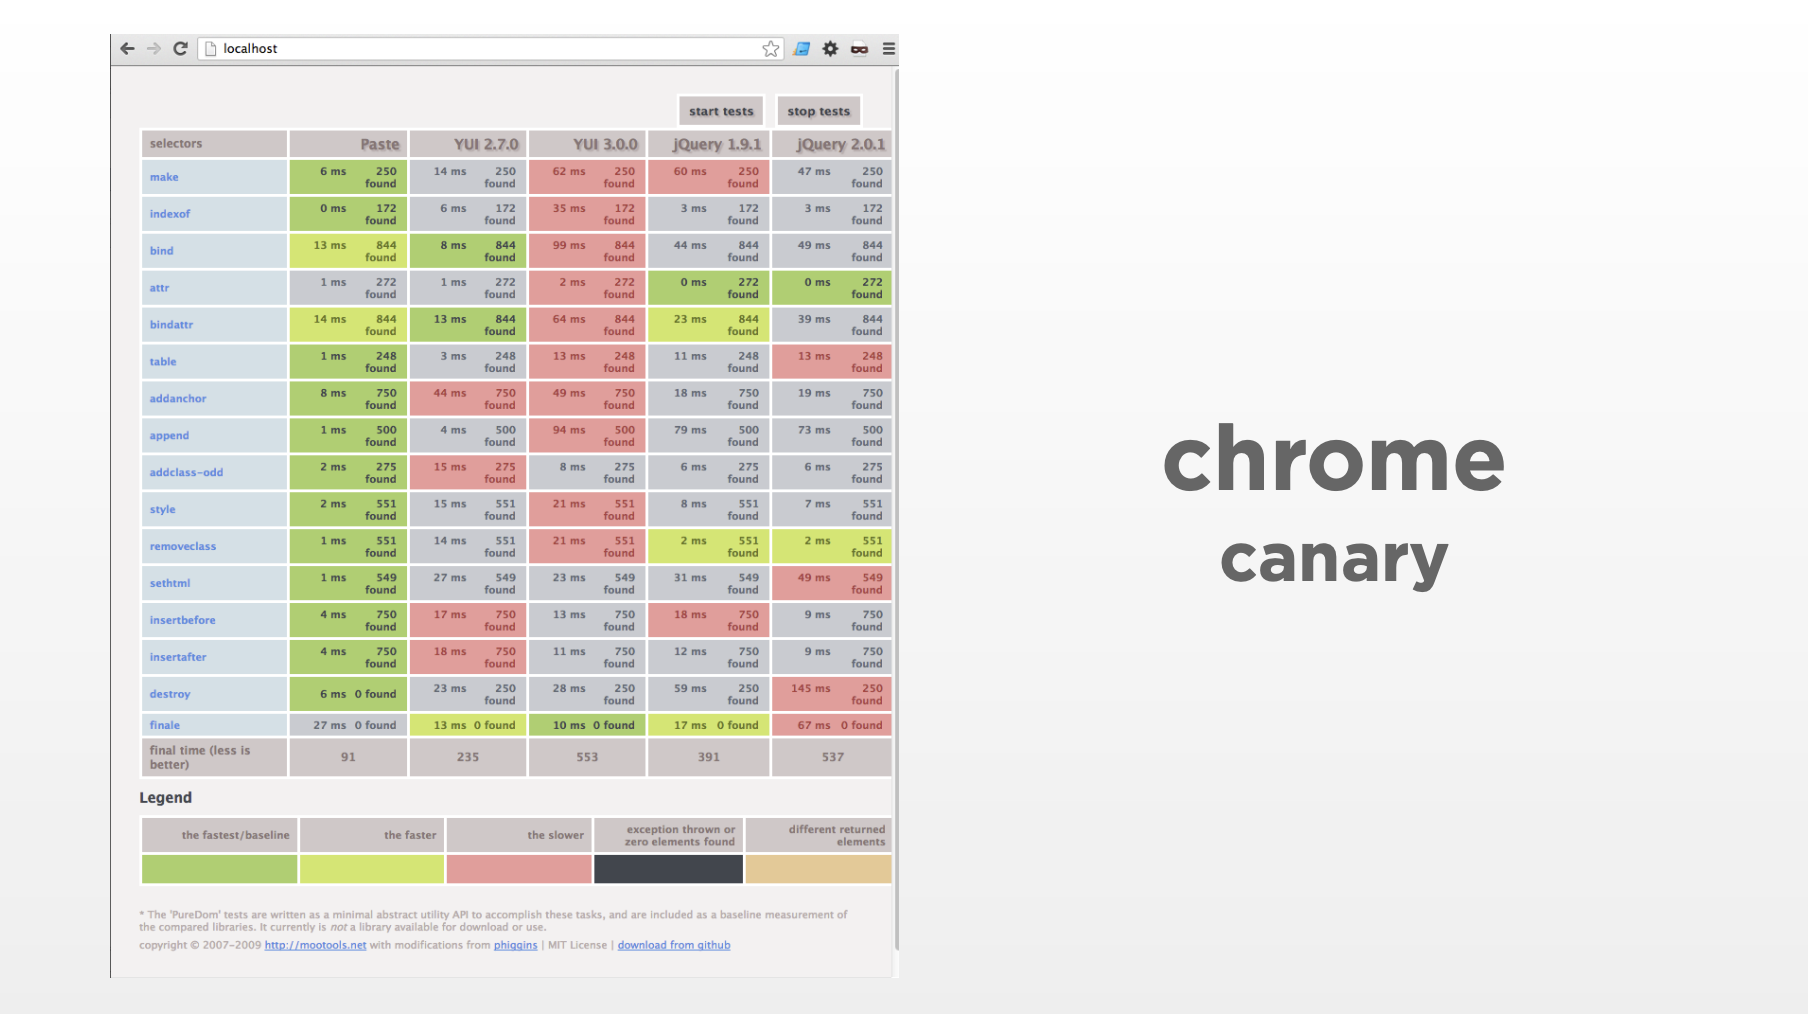 localhost
start tests stop tests
selectors Paste YUI 2.7.0 YUI 3.0.0 jQuery 1.9.1 jQuery 2.0.1
make 6 ms 250 found 14 ms 250 found 62 ms 250 found 60 ms 250 found 47 ms 250 found
indexof 0 ms 172 found 6 ms 172 found 35 ms 172 found 3 ms 172 found 3 ms 172 found
bind 13 ms 844 found 8 ms 844 found 99 ms 844 found 44 ms 844 found 49 ms 844 found
attr 1 ms 272 found 1 ms 272 found 2 ms 272 found 0 ms 272 found 0 ms 272 found
bindattr 14 ms 844 found 13 ms 844 found 64 ms 844 found 23 ms 844 found 39 ms 844 found
table 1 ms 248 found 3 ms 248 found 13 ms 248 found 11 ms 248 found 13 ms 248 found
addanchor 8 ms 750 found 44 ms 750 found 49 ms 750 found 18 ms 750 found 19 ms 750 found
append 1 ms 500 found 4 ms 500 found 94 ms 500 found 79 ms 500 found 73 ms 500 found
addclass-odd 2 ms 275 found 15 ms 275 found 8 ms 275 found 6 ms 275 found 6 ms 275 found
style 2 ms 551 found 15 ms 551 found 21 ms 551 found 8 ms 551 found 7 ms 551 found
removeclass 1 ms 551 found 14 ms 551 found 21 ms 551 found 2 ms 551 found 2 ms 551 found
sethtml 1 ms 549 found 27 ms 549 found 23 ms 549 found 31 ms 549 found 49 ms 549 found
insertbefore 4 ms 750 found 17 ms 750 found 13 ms 750 found 18 ms 750 found 9 ms 750 found
insertafter 4 ms 750 found 18 ms 750 found 11 ms 750 found 12 ms 750 found 9 ms 750 found
destroy 6 ms 0 found 23 ms 250 found 28 ms 250 found 59 ms 250 found 145 ms 250 found
finale 27 ms 0 found 13 ms 0 found 10 ms 0 found 17 ms 0 found 67 ms 0 found
final time (less is better) 91 235 553 391 537
Legend
the fastest/baseline the faster the slower exception thrown or zero elements found different returned elements
* The 'PureDom' tests are written as a minimal abstract utility API to accomplish these tasks, and are included as a baseline measurement of
the compared libraries. It currently is not a library available for download or use.
copyright © 2007-2009 http://mootools.net with modifications from phiggins | MIT License | download from github
chrome
canary